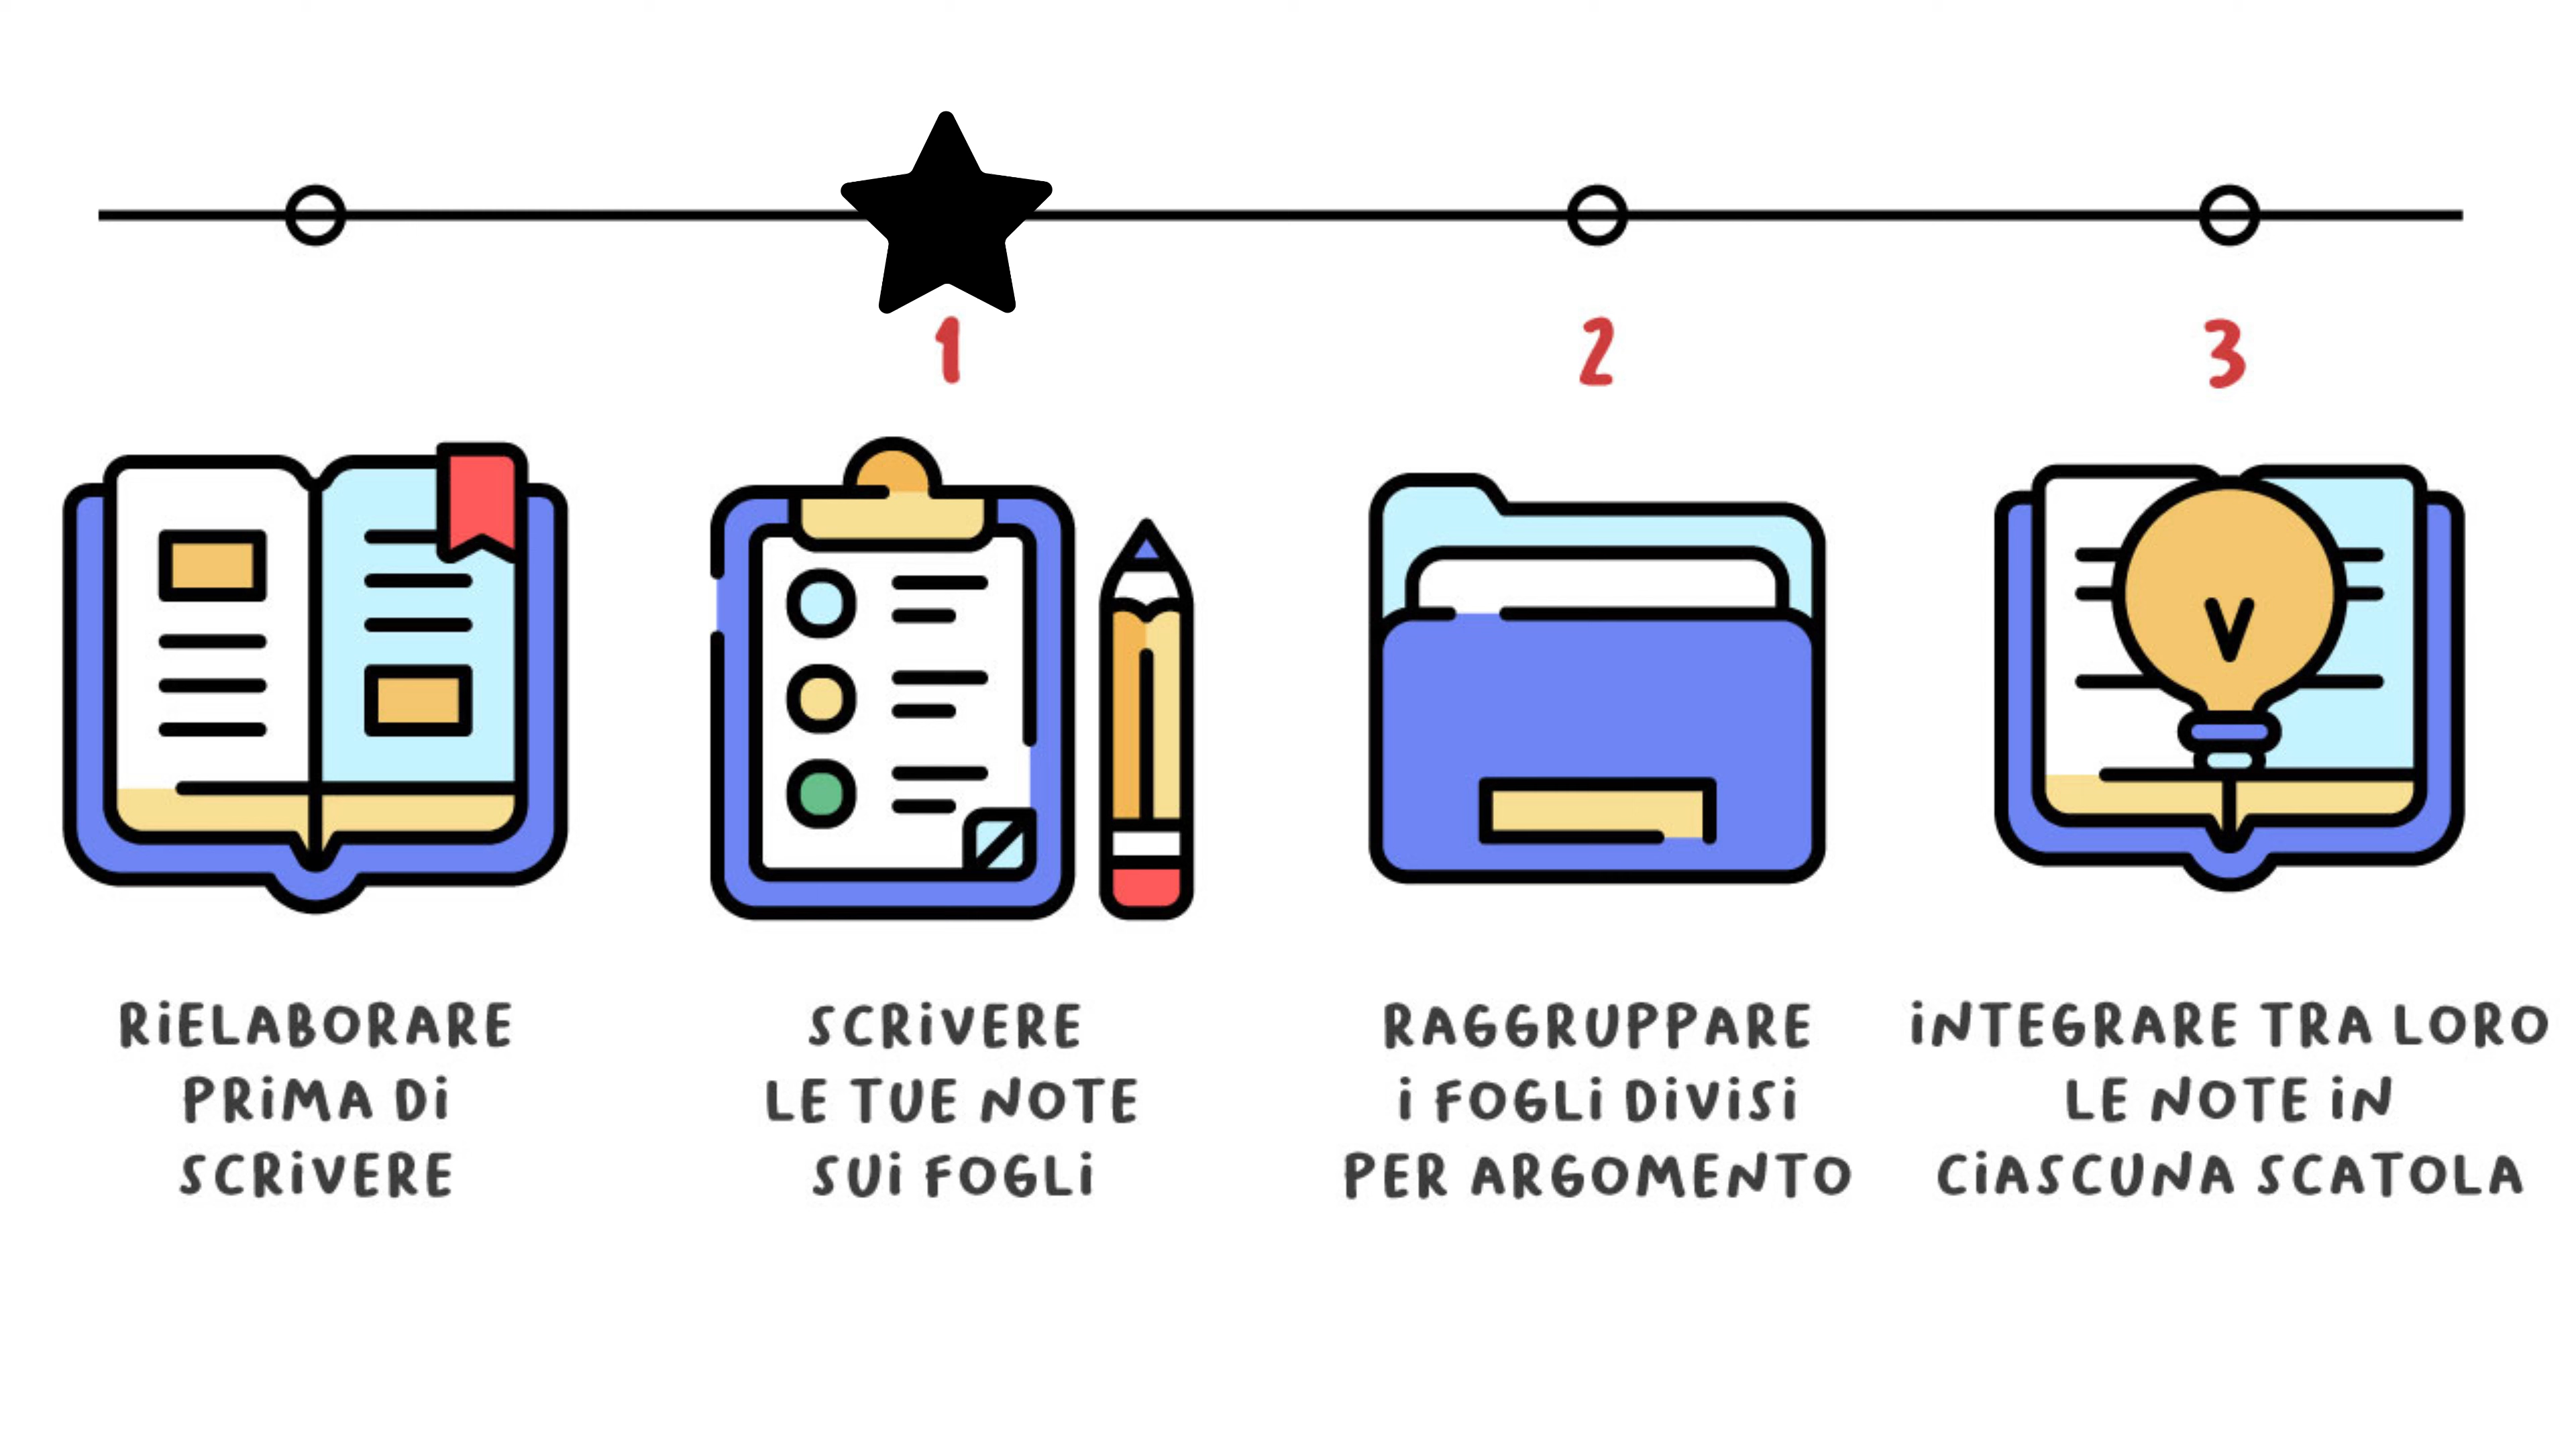 1
2
3
RiELABORARE
PRiMA Di
SCRiVERE
SCRiVERE
LE TUE NOTE
SUi FOGLi
RAGGRUPPARE
i FOGLi DiViSi
PER ARGOMENTO
iNTEGRARE TRA LORO
LE NOTE iN
CiASCUNA SCATOLA